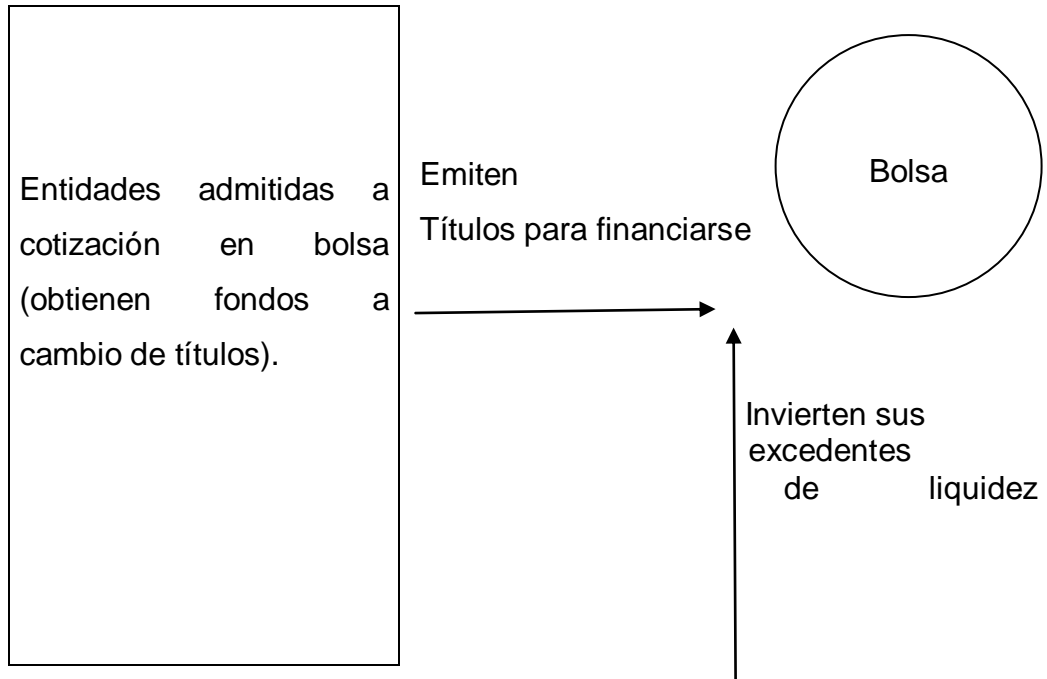 Entidades admitidas a
cotización en bolsa
(obtienen fondos a
cambio de títulos).
Emiten
Títulos para financiarse
Bolsa
Invierten sus
excedentes
de liquidez